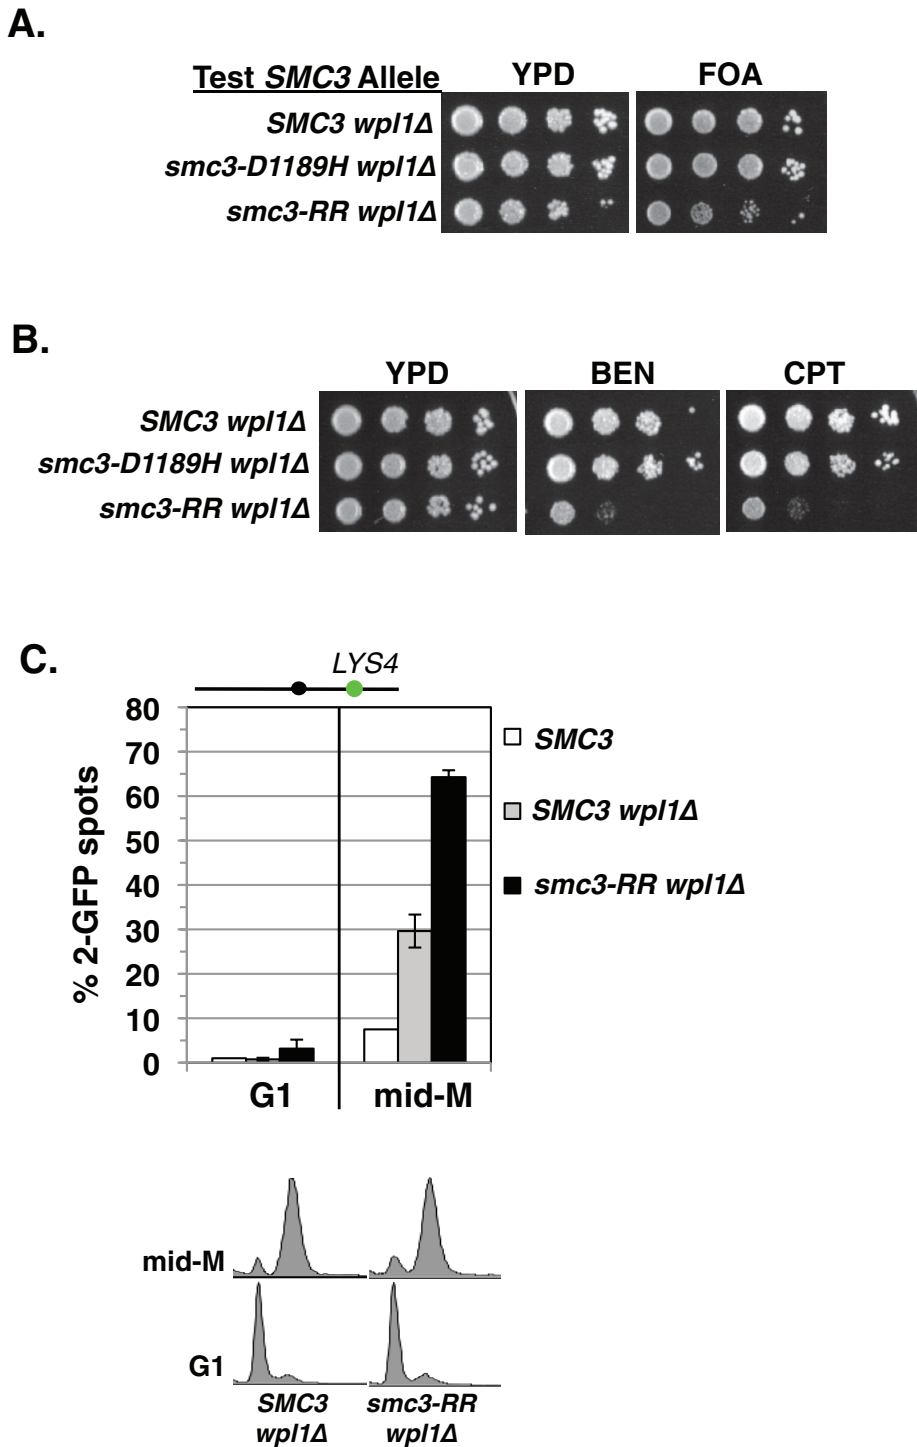 A.
Test SMC3 Allele YPD FOA
SMC3 wpl1Δ
smc3-D1189H wpl1Δ
smc3-RR wpl1Δ
B.
YPD BEN CPT
SMC3 wpl1Δ
smc3-D1189H wpl1Δ
smc3-RR wpl1Δ
C.
LYS4
80
70
60
50
40
30
20
10
0
% 2-GFP spots
G1 mid-M
SMC3
SMC3 wpl1Δ
smc3-RR wpl1Δ
mid-M
G1
SMC3 smc3-RR
wpl1Δ wpl1Δ